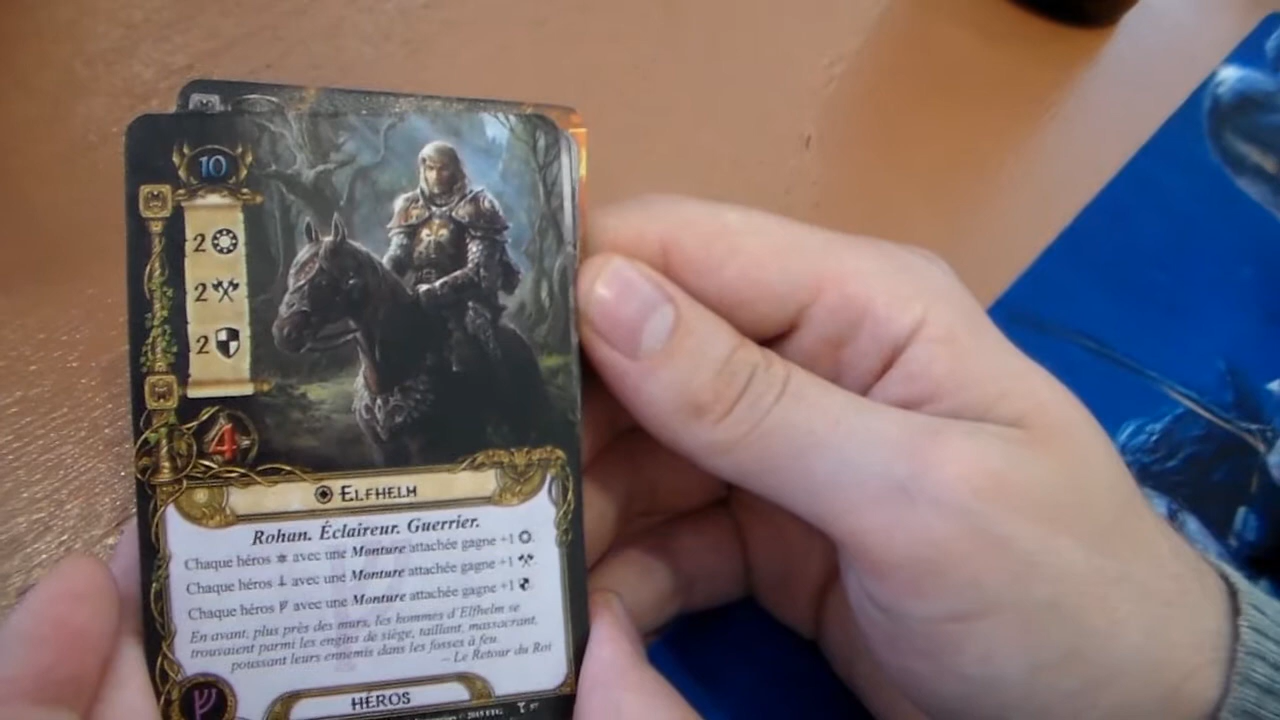 10
2
2
2
4
ELFHELM
Rohan. Éclaireur. Guerrier.
Chaque héros avec une Monture attachée gagne +1
Chaque héros avec une Monture attachée gagne +1
Chaque héros avec une Monture attachée gagne +1
En avant, plus près des murs, les hommes d'Elfhelm se
trouvaient parmi les engins de siège, taillant, massacrant,
poussant leurs ennemis dans les fosses à feu.
– Le Retour du Roi
HÉROS
© 2015 FFG